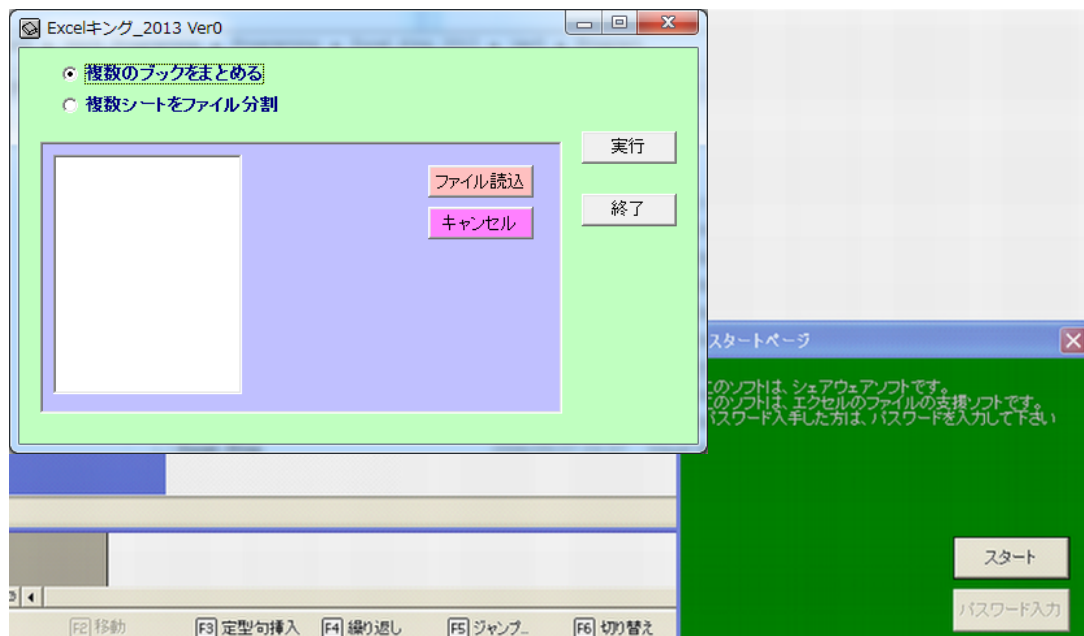 Excelキング_2013 Ver0
複数のブックをまとめる
複数シートをファイル分割
実行
ファイル読込
終了
キャンセル
スタートページ
このソフトは、シェアウェアソフトです。
このソフトは、エクセルのファイルの支援ソフトです。
パスワード入手した方は、パスワードを入力して下さい
スタート
パスワード入力
F2 移動
F3 定型句挿入
F4 繰り返し
F5 ジャンプ...
F6 切り替え